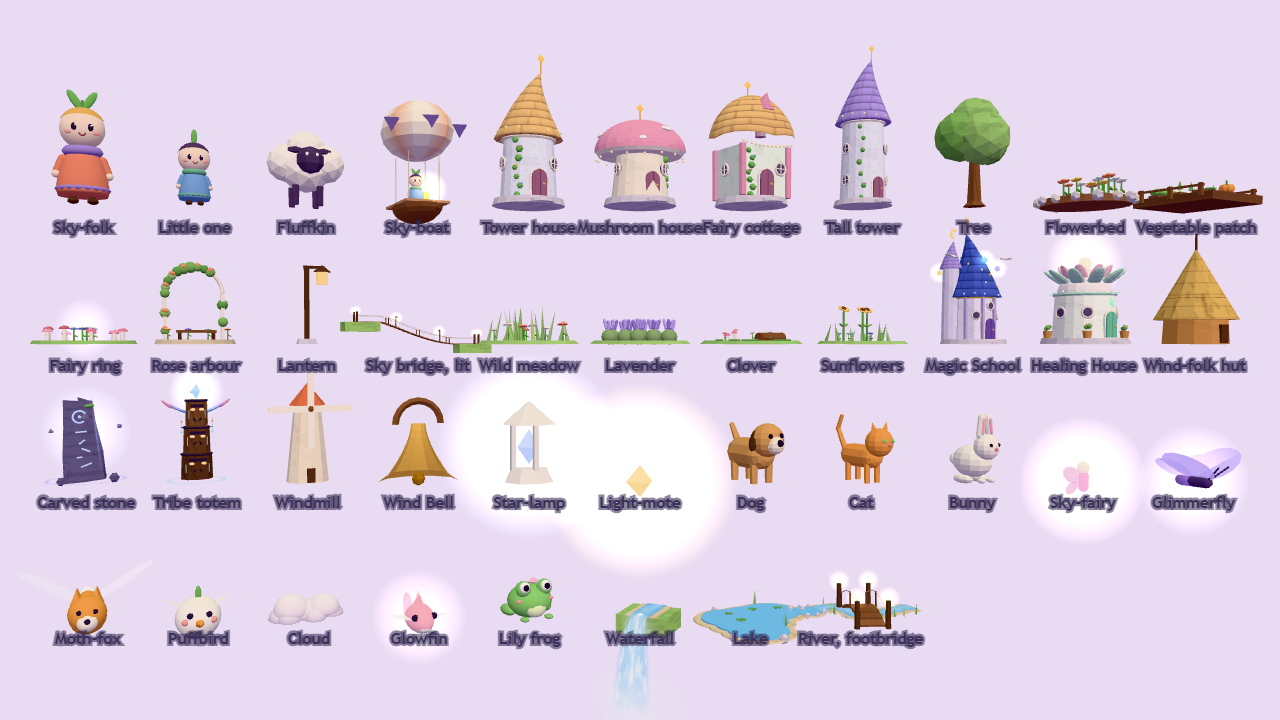 Sky-folk Little one Fluffkin Sky-boat Tower house Mushroom house Fairy cottage Tall tower Tree Flowerbed Vegetable patch
Fairy ring Rose arbour Lantern Sky bridge, lit Wild meadow Lavender Clover Sunflowers Magic School Healing House Wind-folk hut
Carved stone Tribe totem Windmill Wind Bell Star-lamp Light-mote Dog Cat Bunny Sky-fairy Glimmerfly
Moth-fox Puffbird Cloud Glowfin Lily frog Waterfall Lake River, footbridge